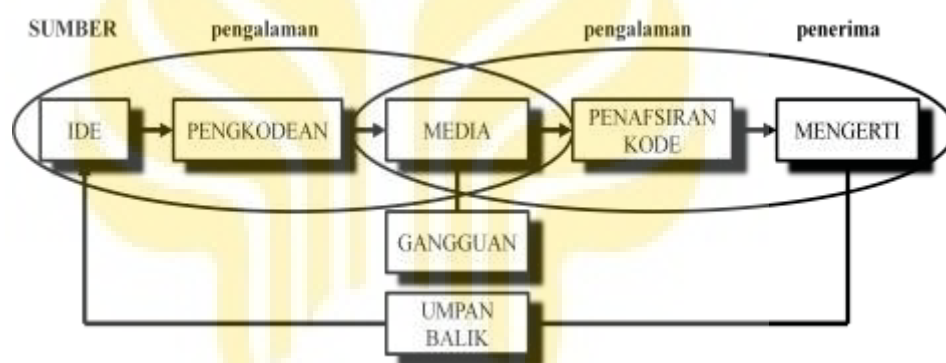 SUMBER pengalaman pengalaman penerima
IDE PENGKODEAN MEDIA PENAFSIRAN
KODE MENGERTI
GANGGUAN
UMPAN
BALIK